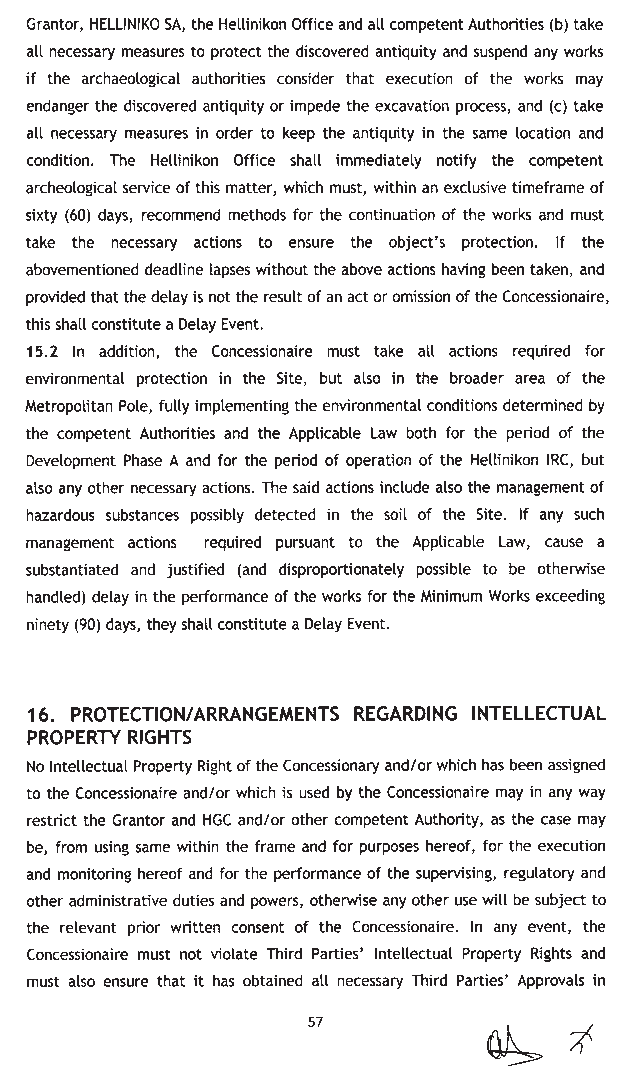 Grantor, HELLINIKO SA, the Hellinikon Office and all competent Authorities (b) take
all necessary measures to protect the discovered antiquity and suspend any works
if the archaeological authorities consider that execution of the works may
endanger the discovered antiquity or impede the excavation process, and (c) take
all necessary measures in order to keep the antiquity in the same location and
condition. The Hellinikon Office shall immediately notify the competent
archeological service of this matter, which must, within an exclusive timeframe of
sixty (60) days, recommend methods for the continuation of the works and must
take the necessary actions to ensure the object's protection. If the
abovementioned deadline lapses without the above actions having been taken, and
provided that the delay is not the result of an act or omission of the Concessionaire,
this shall constitute a Delay Event.
15.2 In addition, the Concessionaire must take all actions required for
environmental protection in the Site, but also in the broader area of the
Metropolitan Pole, fully implementing the environmental conditions determined by
the competent Authorities and the Applicable Law both for the period of the
Development Phase A and for the period of operation of the Hellinikon IRC, but
also any other necessary actions. The said actions include also the management of
hazardous substances possibly detected in the soil of the Site. If any such
management actions required pursuant to the Applicable Law, cause a
substantiated and justified (and disproportionately possible to be otherwise
handled) delay in the performance of the works for the Minimum Works exceeding
ninety (90) days, they shall constitute a Delay Event.
16. PROTECTION/ARRANGEMENTS REGARDING INTELLECTUAL
PROPERTY RIGHTS
No Intellectual Property Right of the Concessionary and/or which has been assigned
to the Concessionaire and/or which is used by the Concessionaire may in any way
restrict the Grantor and HGC and/or other competent Authority, as the case may
be, from using same within the frame and for purposes hereof, for the execution
and monitoring hereof and for the performance of the supervising, regulatory and
other administrative duties and powers, otherwise any other use will be subject to
the relevant prior written consent of the Concessionaire. In any event, the
Concessionaire must not violate Third Parties' Intellectual Property Rights and
must also ensure that it has obtained all necessary Third Parties' Approvals in
57